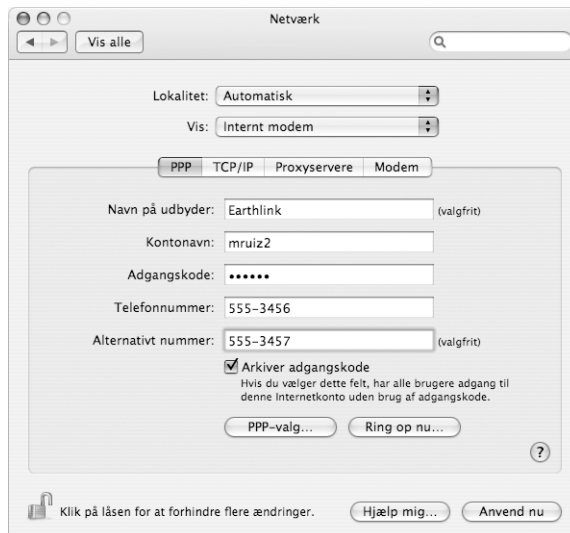 Netværk
Vis alle
Lokalitet: Automatisk
Vis: Internt modem
PPP TCP/IP Proxyservere Modem
Navn på udbyder: Earthlink (valgfrit)
Kontonavn: mruiz2
Adgangskode: ••••••
Telefonnummer: 555-3456
Alternativt nummer: 555-3457 (valgfrit)
Arkiver adgangskode
Hvis du vælger dette felt, har alle brugere adgang til
denne Internetkonto uden brug af adgangskode.
PPP-valg... Ring op nu...
?
Klik på låsen for at forhindre flere ændringer. Hjælp mig... Anvend nu